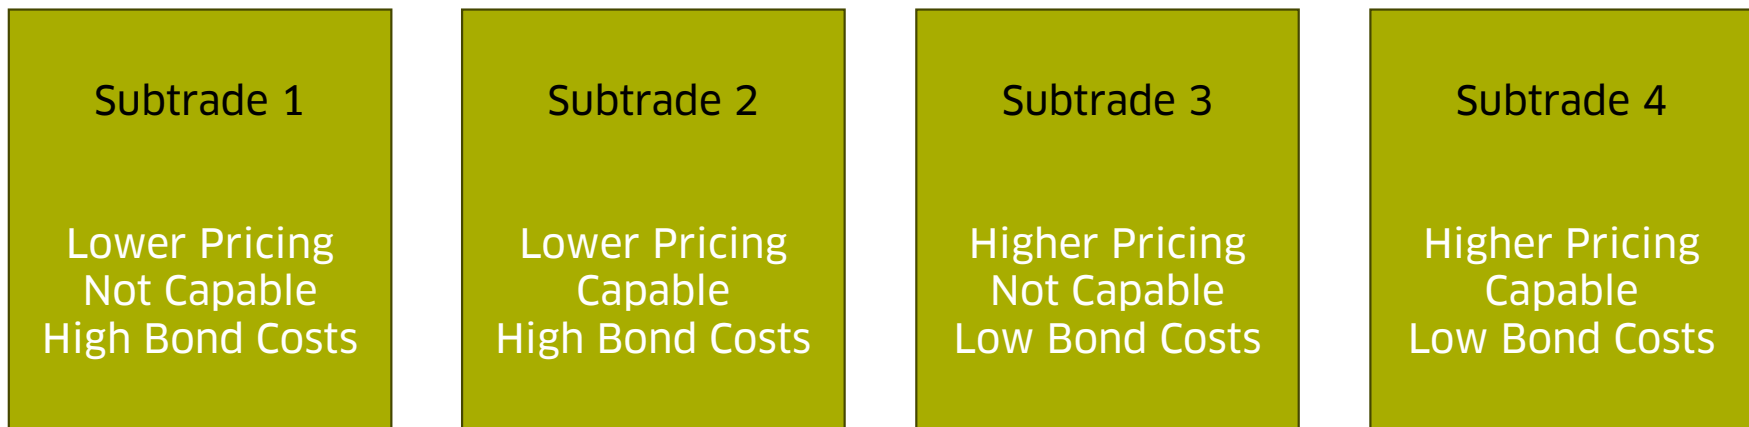 Subtrade 1
Lower Pricing
Not Capable
High Bond Costs
Subtrade 2
Lower Pricing
Capable
High Bond Costs
Subtrade 3
Higher Pricing
Not Capable
Low Bond Costs
Subtrade 4
Higher Pricing
Capable
Low Bond Costs